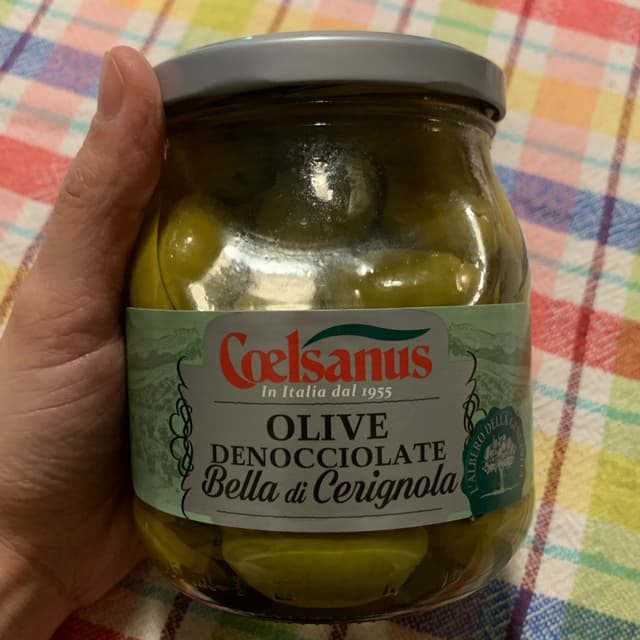 Coelsanus
In Italia dal 1955
OLIVE
DENOCCIOLATE
Bella di Cerignola